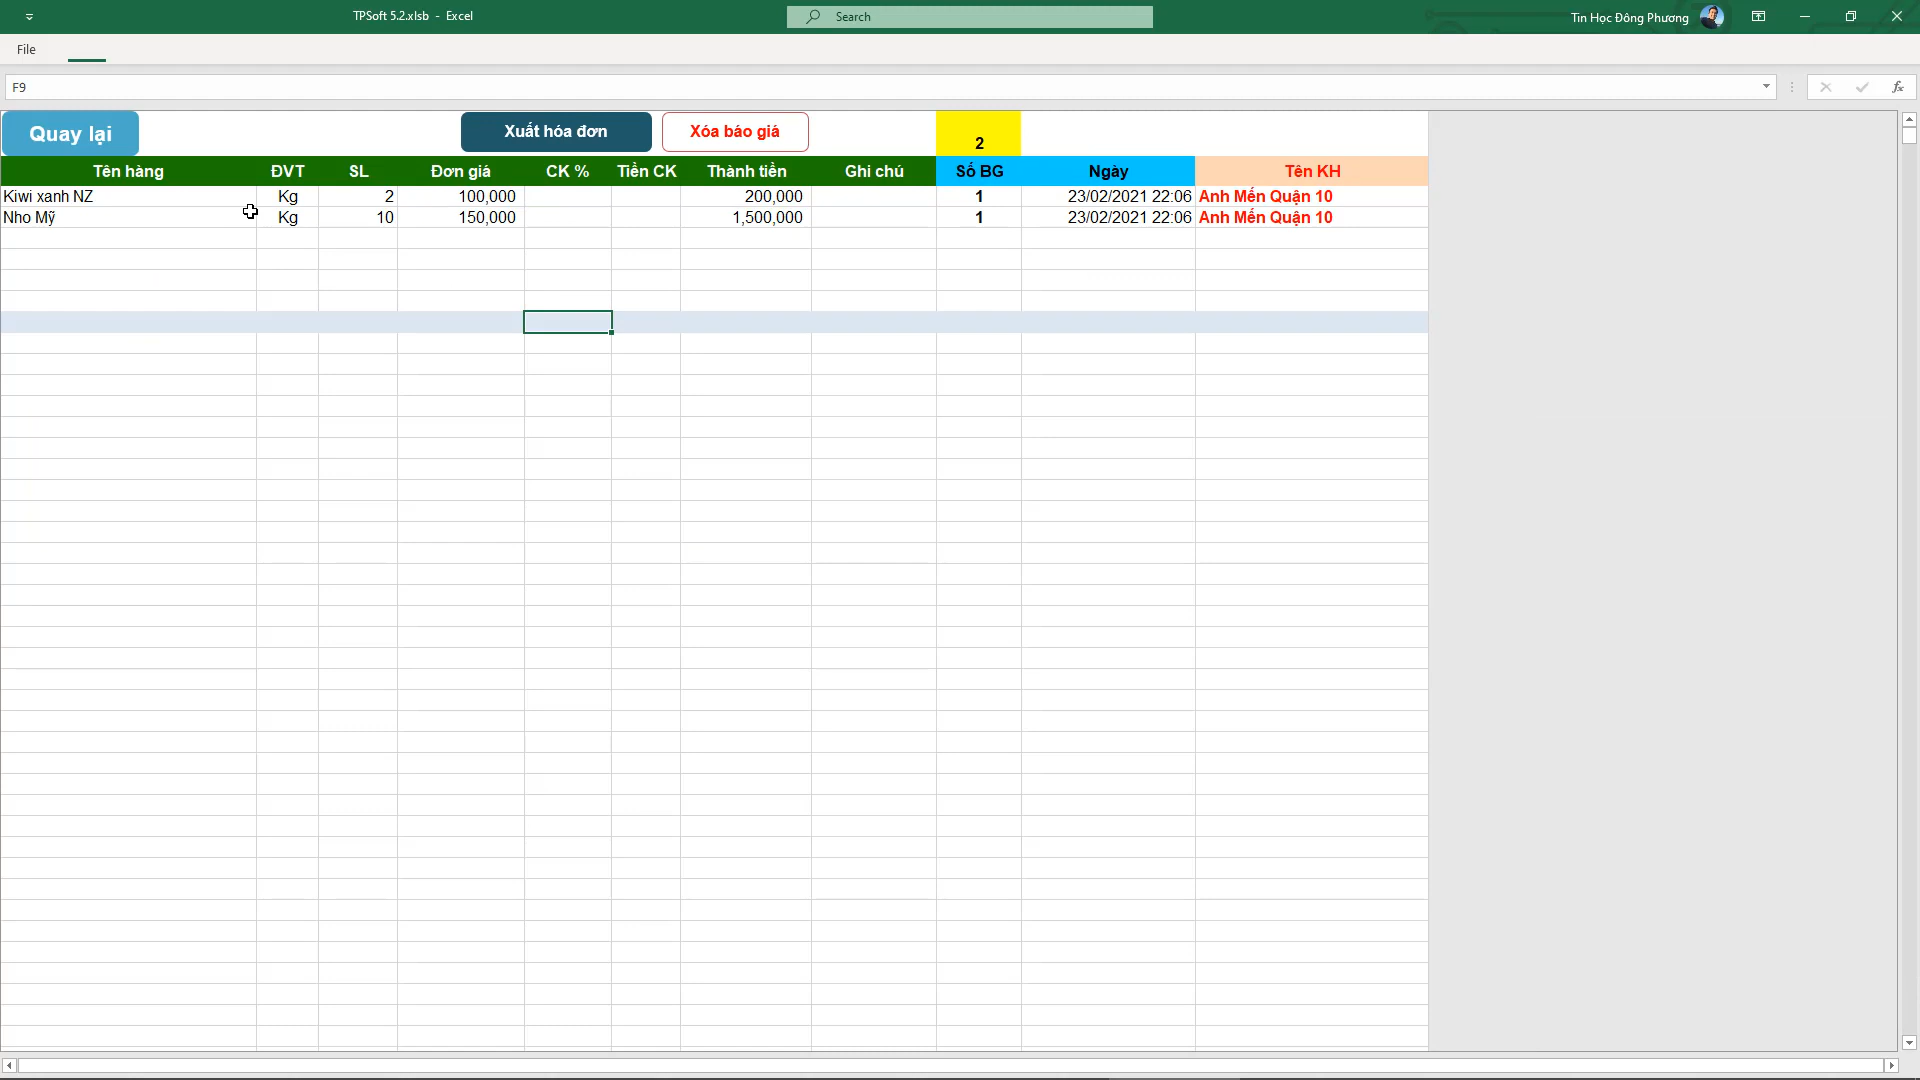 TPSoft 5.2.xlsb - Excel
Search
Tin Học Đông Phương
File
F9
fx
Quay lại
Xuất hóa đơn
Xóa báo giá
2
Tên hàng ĐVT SL Đơn giá CK % Tiền CK Thành tiền Ghi chú Số BG Ngày Tên KH
Kiwi xanh NZ Kg 2 100,000 200,000 1 23/02/2021 22:06 Anh Mến Quận 10
Nho Mỹ Kg 10 150,000 1,500,000 1 23/02/2021 22:06 Anh Mến Quận 10